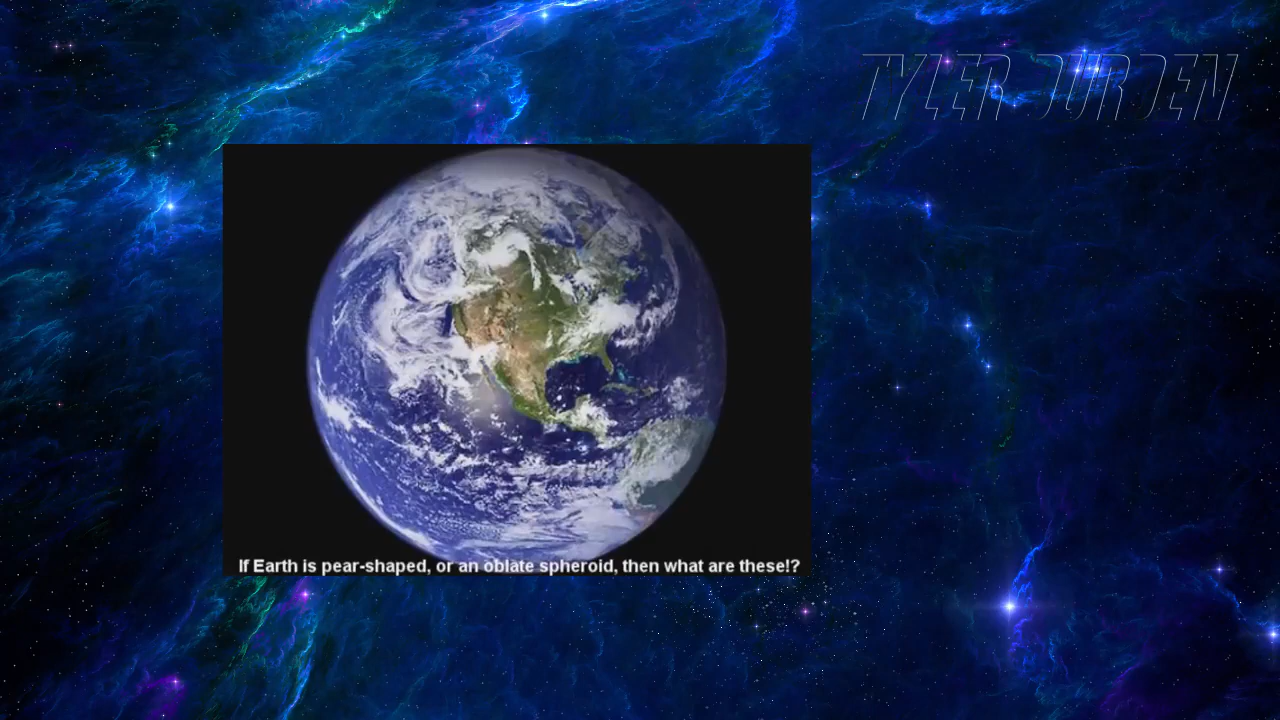 TYLER DURDEN
If Earth is pear-shaped, or an oblate spheroid, then what are these!?